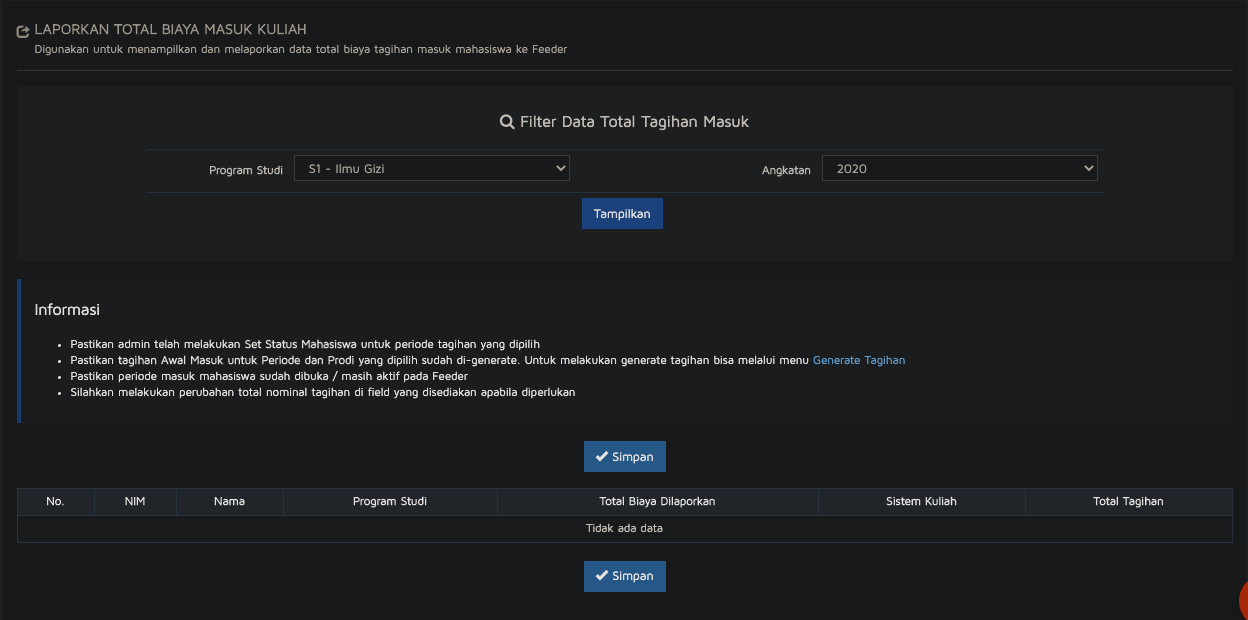 LAPORKAN TOTAL BIAYA MASUK KULIAH
Digunakan untuk menampilkan dan melaporkan data total biaya tagihan masuk mahasiswa ke Feeder
Filter Data Total Tagihan Masuk
Program Studi S1 - Ilmu Gizi Angkatan 2020
Tampilkan
Informasi
• Pastikan admin telah melakukan Set Status Mahasiswa untuk periode tagihan yang dipilih
• Pastikan tagihan Awal Masuk untuk Periode dan Prodi yang dipilih sudah di-generate. Untuk melakukan generate tagihan bisa melalui menu Generate Tagihan
• Pastikan periode masuk mahasiswa sudah dibuka / masih aktif pada Feeder
• Silahkan melakukan perubahan total nominal tagihan di field yang disediakan apabila diperlukan
Simpan
No. NIM Nama Program Studi Total Biaya Dilaporkan Sistem Kuliah Total Tagihan
Tidak ada data
Simpan